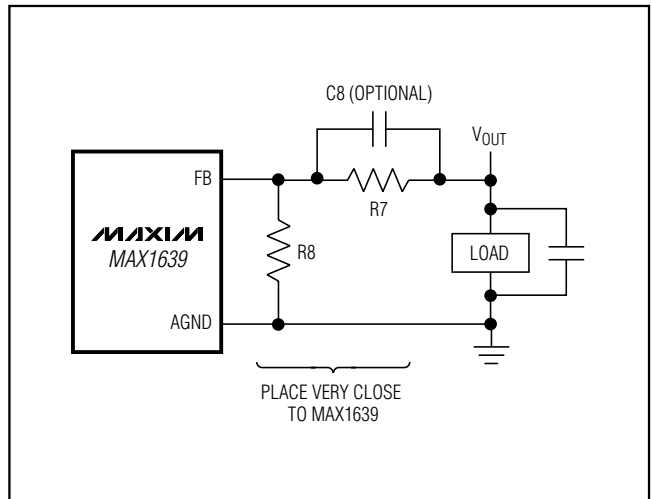 C8 (OPTIONAL)
VOUT
FB
R7
MAXIM
MAX1639
R8
LOAD
AGND
PLACE VERY CLOSE
TO MAX1639